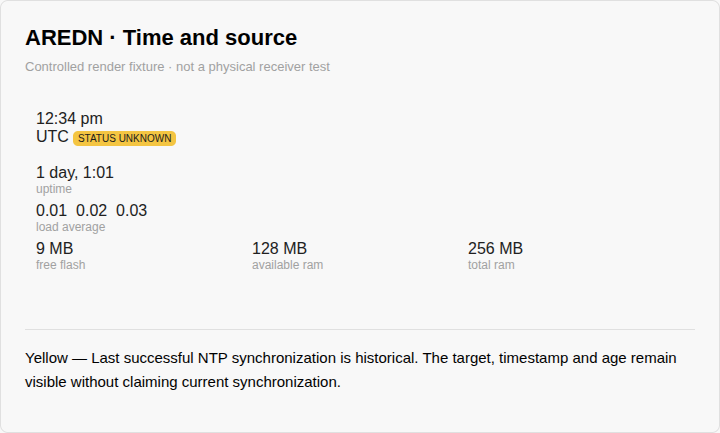 AREDN · Time and source
Controlled render fixture · not a physical receiver test
12:34 pm
UTC STATUS UNKNOWN
1 day, 1:01
uptime
0.01 0.02 0.03
load average
9 MB 128 MB 256 MB
free flash available ram total ram
Yellow — Last successful NTP synchronization is historical. The target, timestamp and age remain
visible without claiming current synchronization.